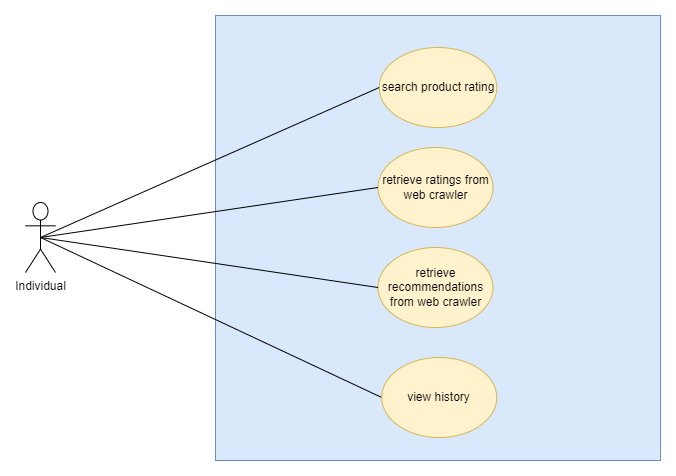 search product rating
retrieve ratings from
web crawler
Individual
retrieve
recommendations
from web crawler
view history